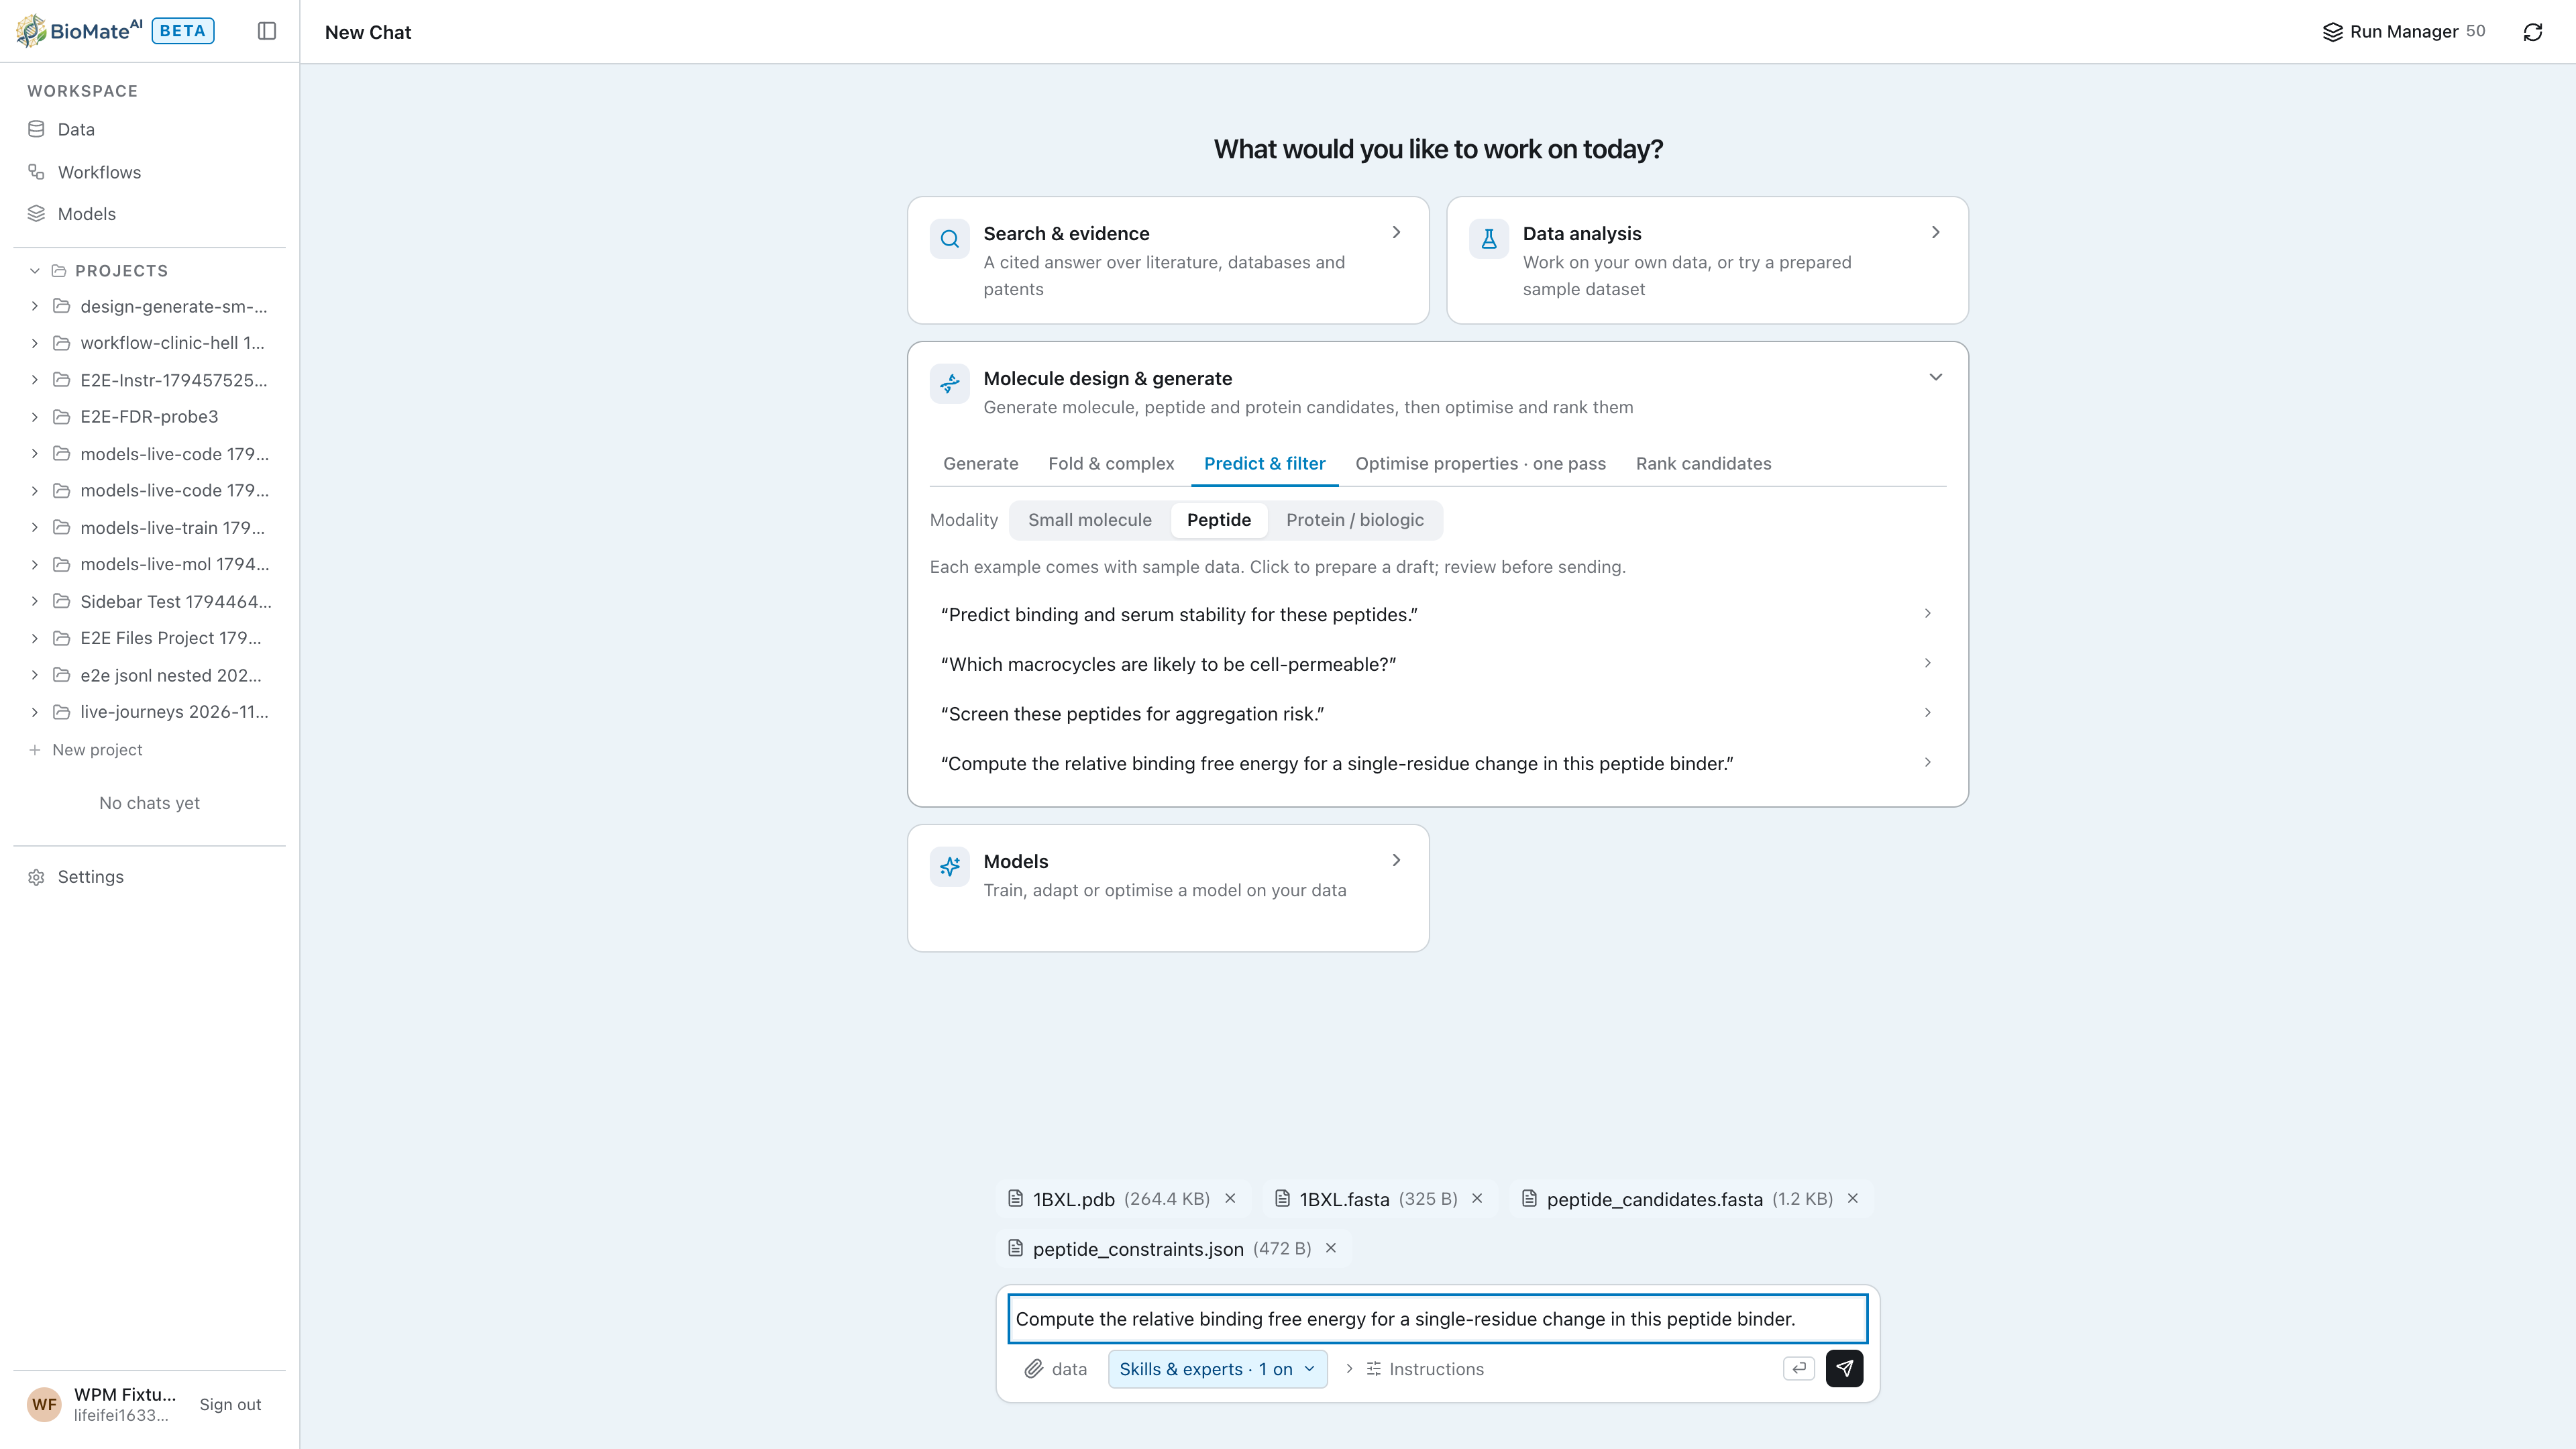 BioMate AI BETA
New Chat
Run Manager 50
WORKSPACE
Data
Workflows
Models
PROJECTS
design-generate-sm-...
workflow-clinic-hell 1...
E2E-Instr-179457525...
E2E-FDR-probe3
models-live-code 179...
models-live-code 179...
models-live-train 179...
models-live-mol 1794...
Sidebar Test 1794464...
E2E Files Project 179...
e2e jsonl nested 202...
live-journeys 2026-11...
New project
No chats yet
Settings
WF
WPM Fixtu...
lifeifei1633...
Sign out
What would you like to work on today?
Search & evidence
A cited answer over literature, databases and
patents
Data analysis
Work on your own data, or try a prepared
sample dataset
Molecule design & generate
Generate molecule, peptide and protein candidates, then optimise and rank them
Generate Fold & complex Predict & filter Optimise properties · one pass Rank candidates
Modality Small molecule Peptide Protein / biologic
Each example comes with sample data. Click to prepare a draft; review before sending.
“Predict binding and serum stability for these peptides.”
“Which macrocycles are likely to be cell-permeable?”
“Screen these peptides for aggregation risk.”
“Compute the relative binding free energy for a single-residue change in this peptide binder.”
Models
Train, adapt or optimise a model on your data
1BXL.pdb (264.4 KB) 1BXL.fasta (325 B) peptide_candidates.fasta (1.2 KB)
peptide_constraints.json (472 B)
Compute the relative binding free energy for a single-residue change in this peptide binder.
data Skills & experts · 1 on Instructions